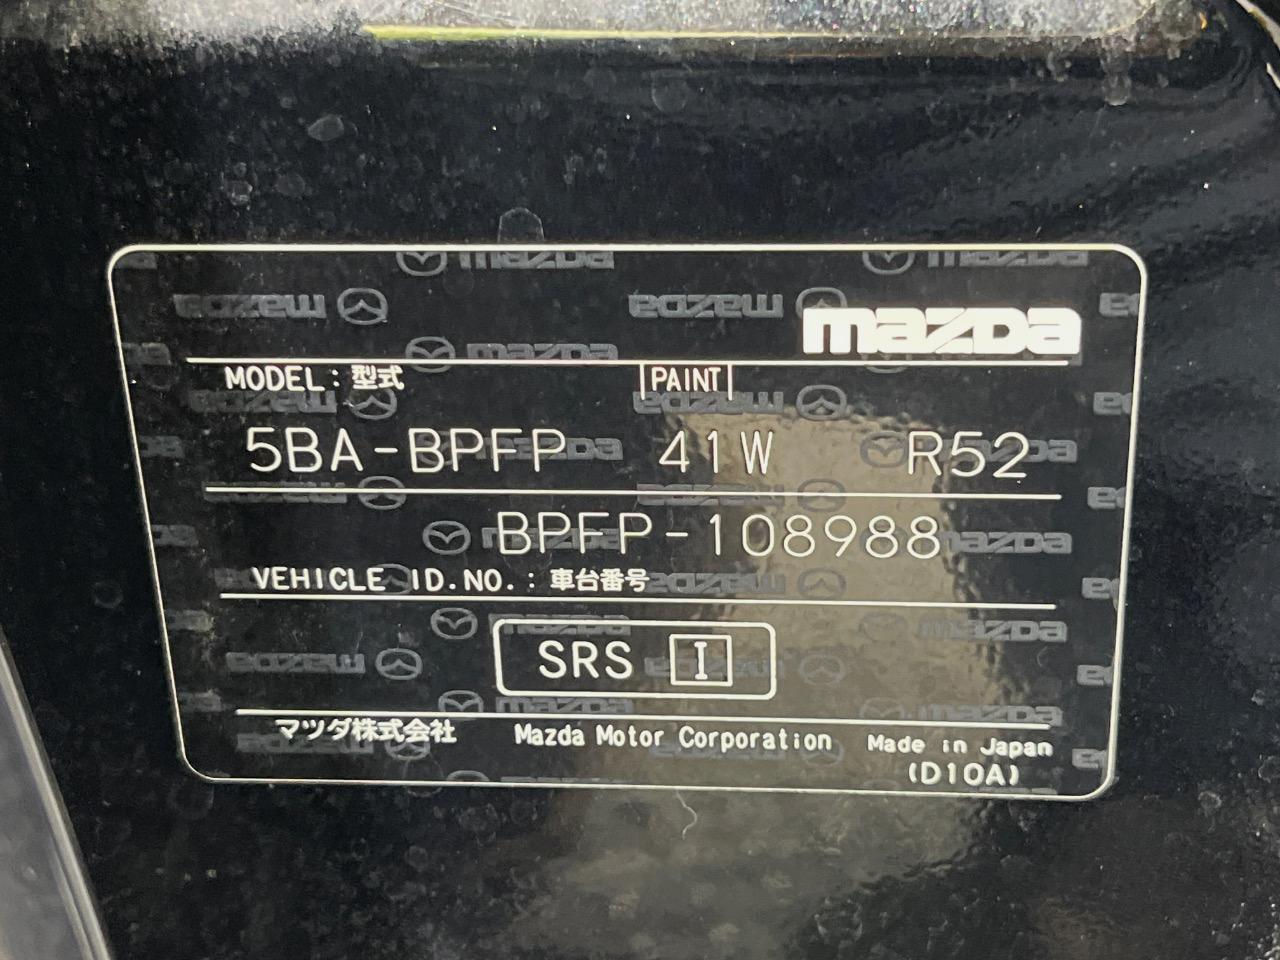 mazda
MODEL: 型式 PAINT
5BA-BPFP 41W R52
BPFP-108988
VEHICLE ID.NO.: 車台番号
SRS I
マツダ株式会社 Mazda Motor Corporation Made in Japan
(D10A)